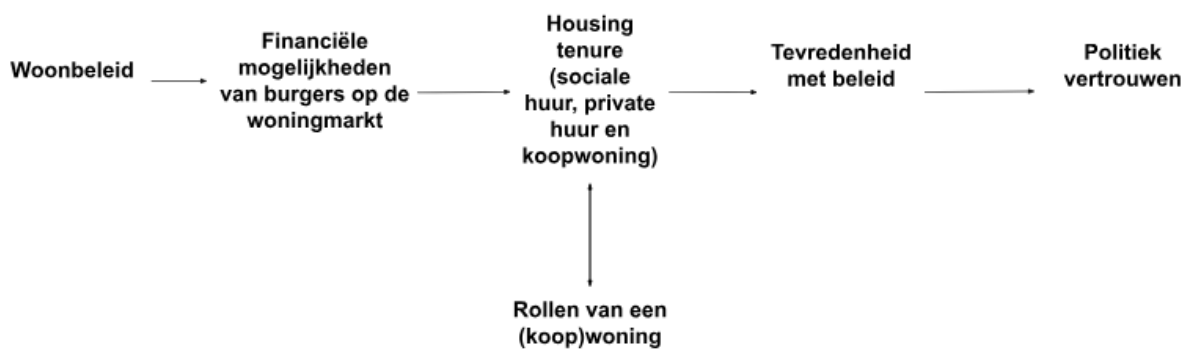 Woonbeleid
Financiële
mogelijkheden
van burgers op de
woningmarkt
Housing
tenure
(sociale
huur, private
huur en
koopwoning)
Tevredenheid
met beleid
Politiek
vertrouwen
Rollen van een
(koop)woning